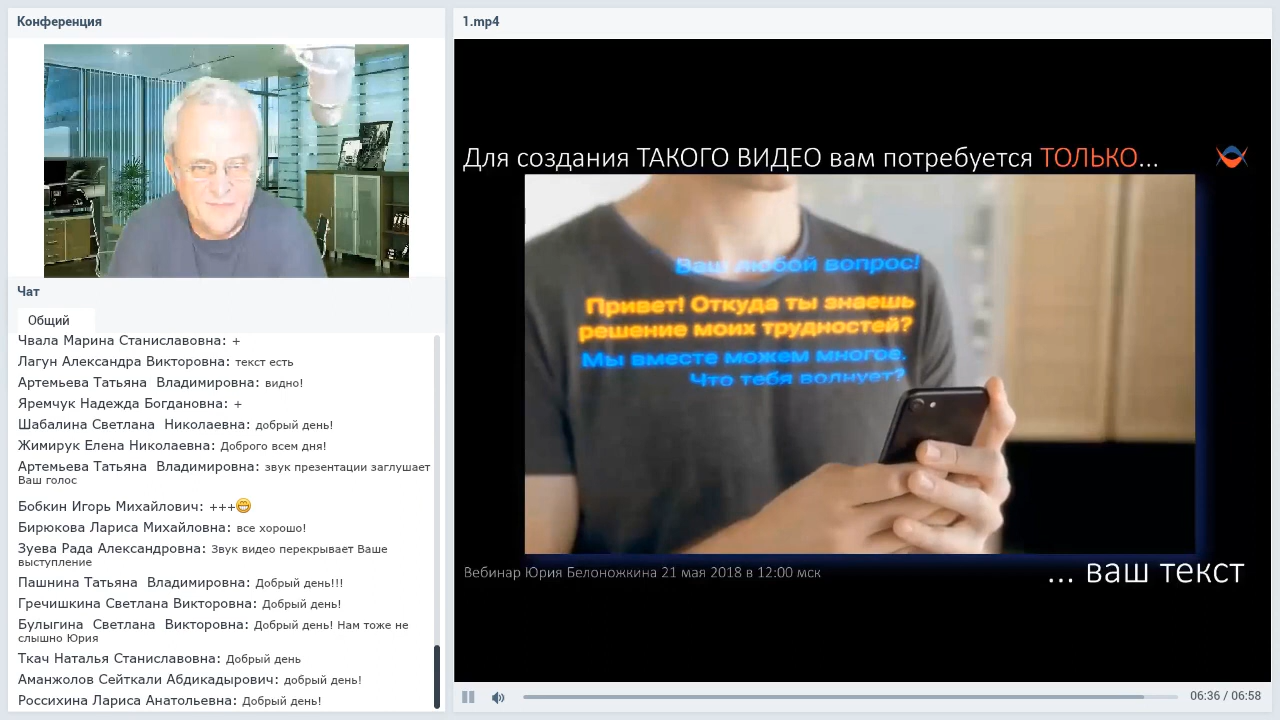 Конференция
1.mp4
Чат
Общий
Чвала Марина Станиславовна: +
Лагун Александра Викторовна: текст есть
Артемьева Татьяна Владимировна: видно!
Яремчук Надежда Богдановна: +
Шабалина Светлана Николаевна: добрый день!
Жимирук Елена Николаевна: Доброго всем дня!
Артемьева Татьяна Владимировна: звук презентации заглушает
Ваш голос
Бобкин Игорь Михайлович: +++😁
Бирюкова Лариса Михайловна: все хорошо!
Зуева Рада Александровна: Звук видео перекрывает Ваше
выступление
Пашнина Татьяна Владимировна: Добрый день!!!
Гречишкина Светлана Викторовна: Добрый день!
Булыгина Светлана Викторовна: Добрый день! Нам тоже не
слышно Юрия
Ткач Наталья Станиславовна: Добрый день
Аманжолов Сейткали Абдикадырович: добрый день!
Россихина Лариса Анатольевна: Добрый день!
Для создания ТАКОГО ВИДЕО вам потребуется ТОЛЬКО...
Ваш любой вопрос!
Привет! Откуда ты знаешь
решение моих трудностей?
Мы вместе можем многое.
Что тебя волнует?
Вебинар Юрия Белоножкина 21 мая 2018 в 12:00 мск
... ваш текст
06:36 / 06:58